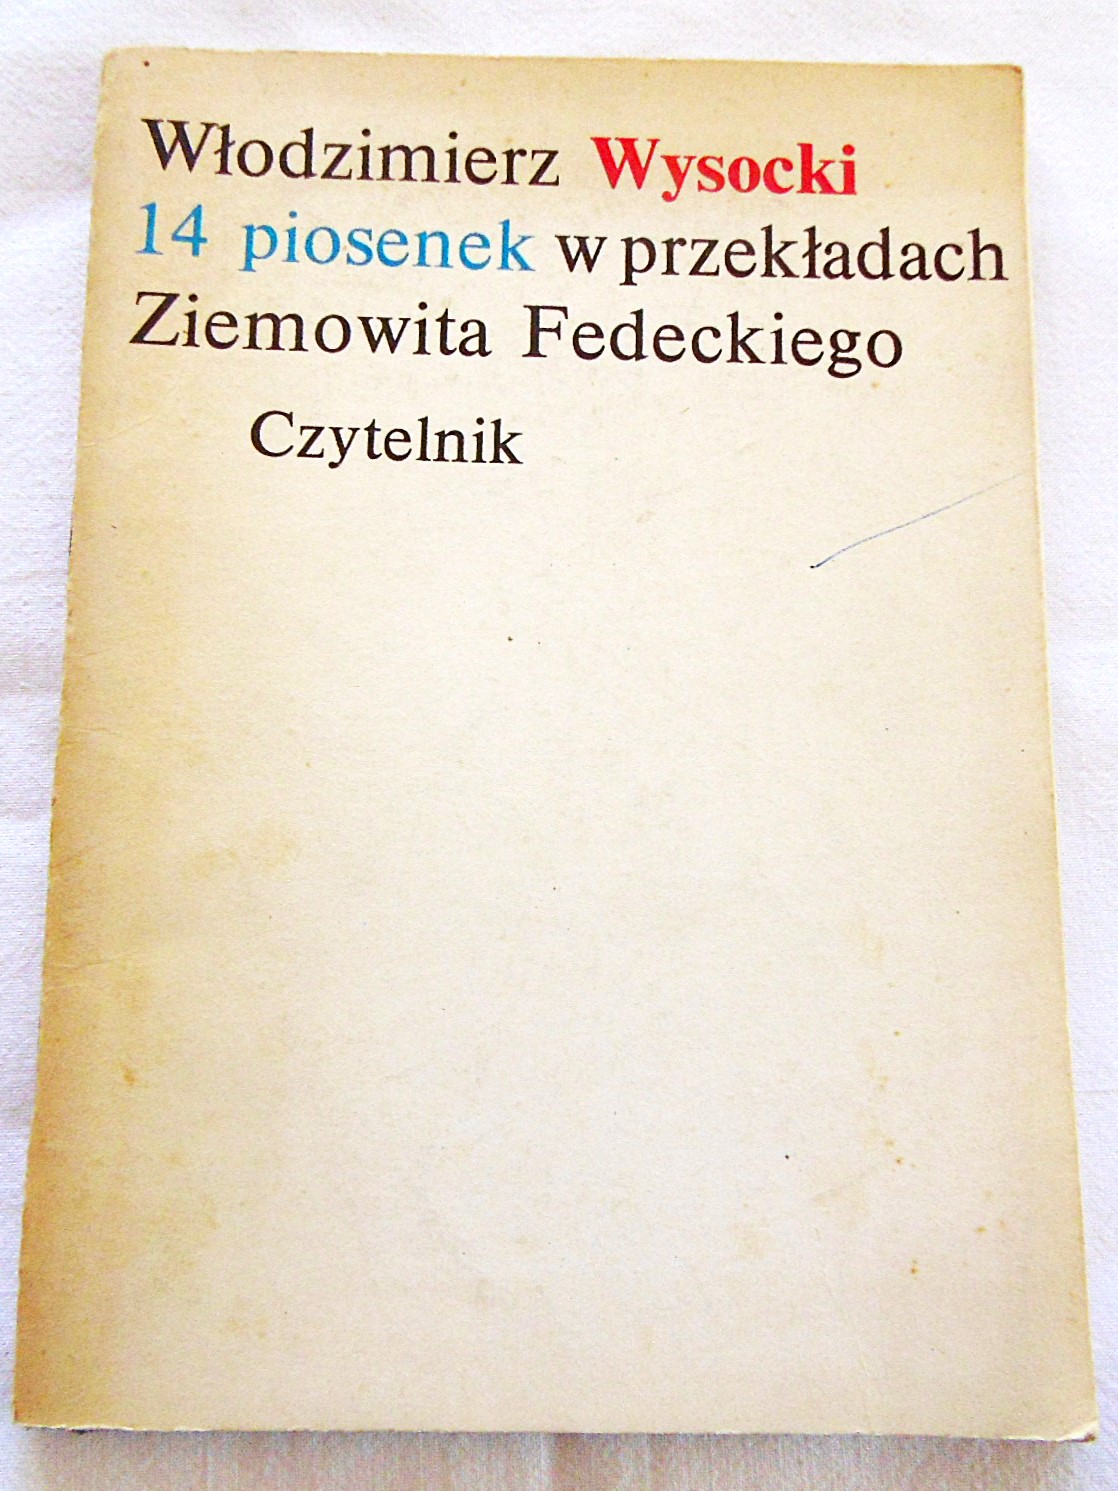 Włodzimierz Wysocki
14 piosenek w przekładach
Ziemowita Fedeckiego
Czytelnik